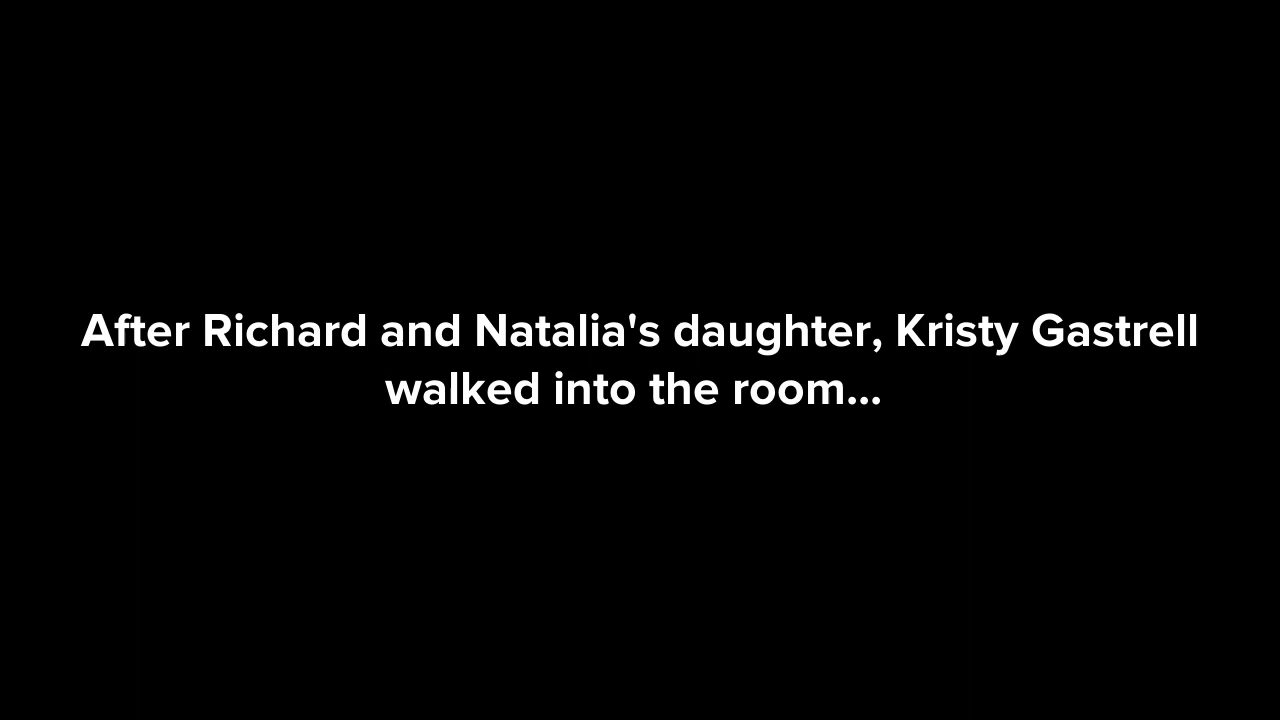 After Richard and Natalia's daughter, Kristy Gastrell
walked into the room...